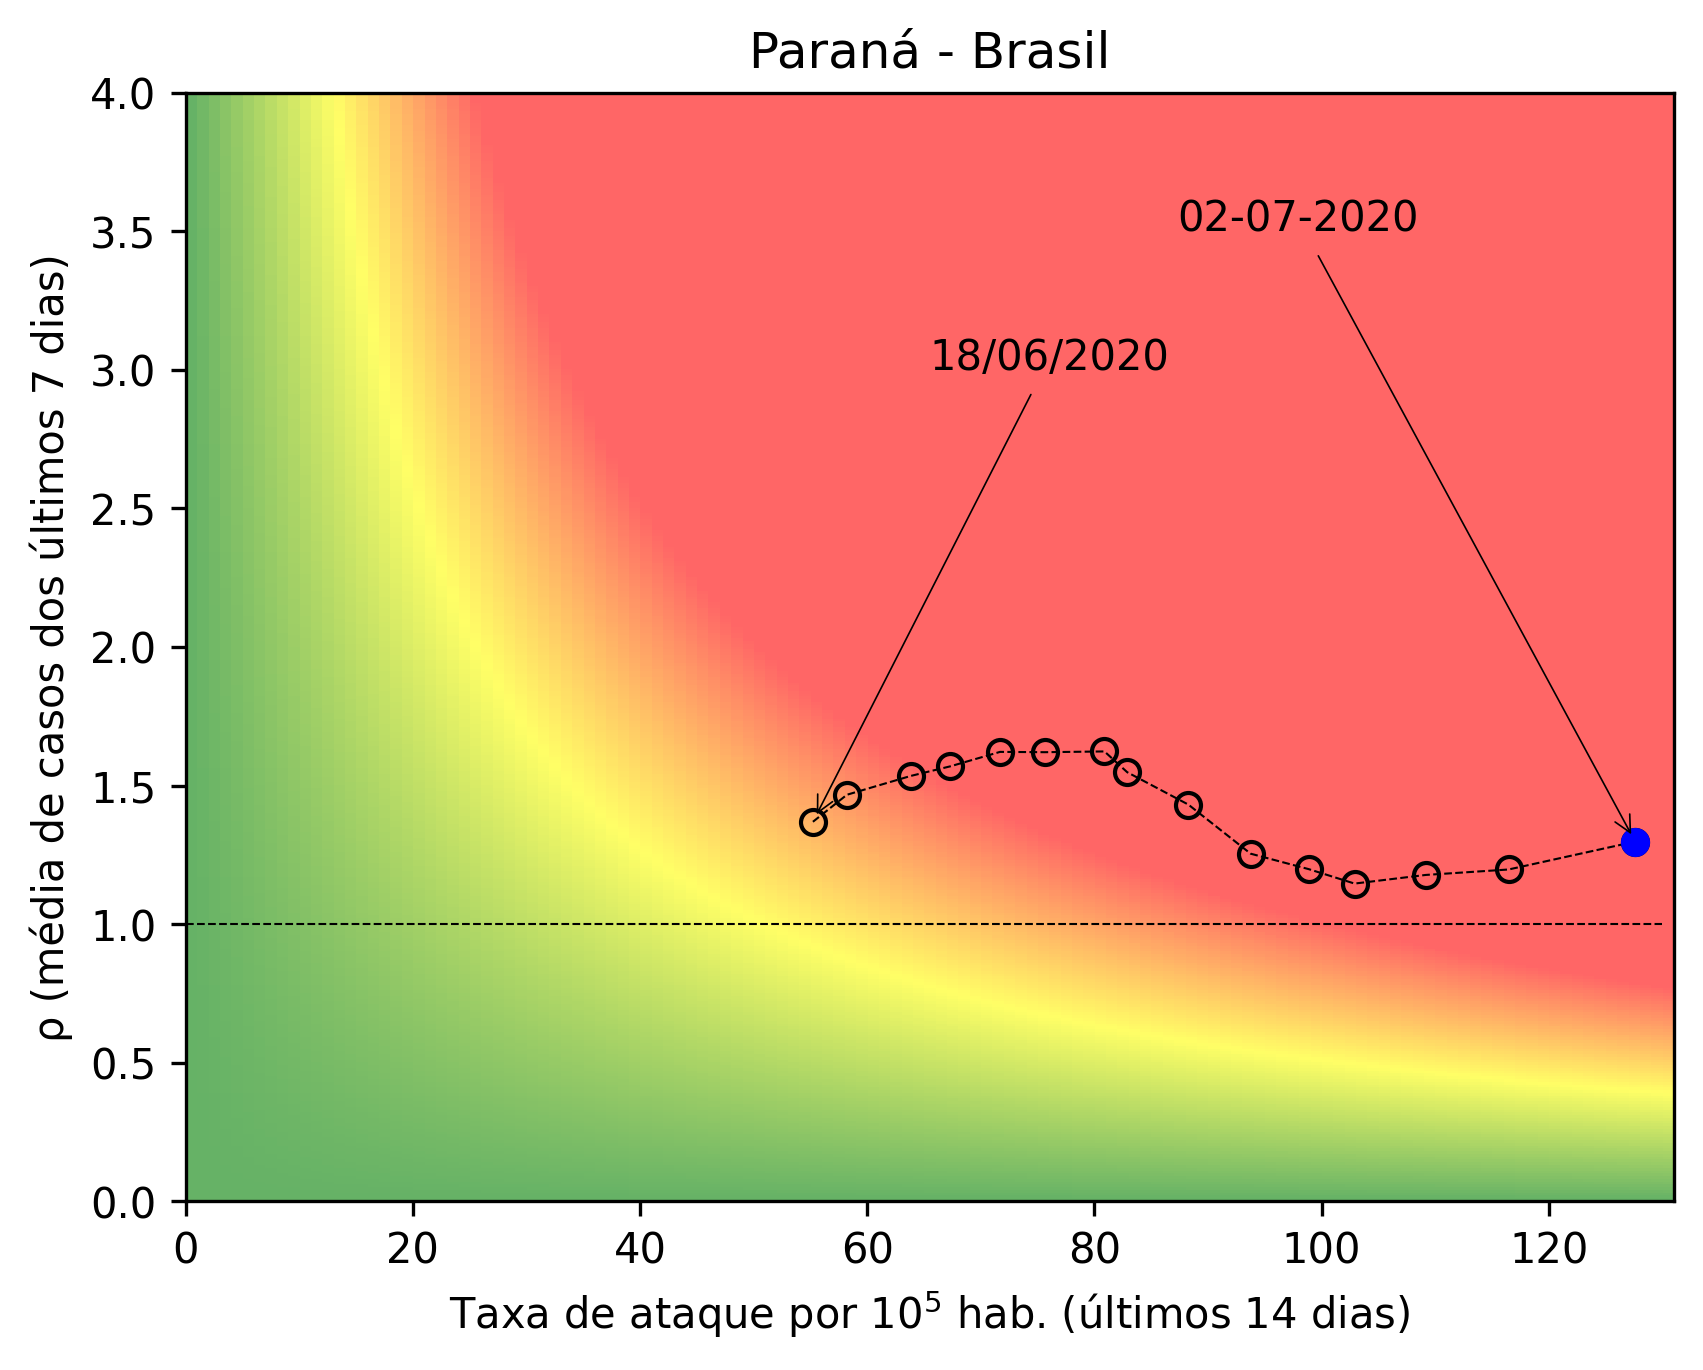 Paraná - Brasil
4.0
3.5
3.0
2.5
2.0
1.5
1.0
0.5
0.0
ρ (média de casos dos últimos 7 dias)
02-07-2020
18/06/2020
0 20 40 60 80 100 120
Taxa de ataque por 10⁵ hab. (últimos 14 dias)